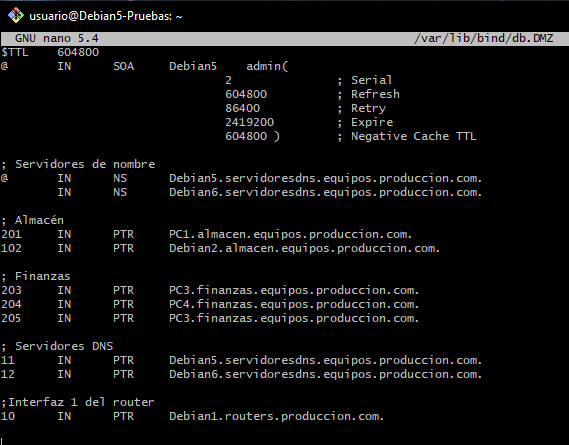 usuario@Debian5-Pruebas: ~
GNU nano 5.4 /var/lib/bind/db.DMZ
$TTL 604800
@ IN SOA Debian5 admin(
2 ; Serial
604800 ; Refresh
86400 ; Retry
2419200 ; Expire
604800 ) ; Negative Cache TTL
; Servidores de nombre
@ IN NS Debian5.servidoresdns.equipos.produccion.com.
IN NS Debian6.servidoresdns.equipos.produccion.com.
; Almacén
201 IN PTR PC1.almacen.equipos.produccion.com.
102 IN PTR Debian2.almacen.equipos.produccion.com.
; Finanzas
203 IN PTR PC3.finanzas.equipos.produccion.com.
204 IN PTR PC4.finanzas.equipos.produccion.com.
205 IN PTR PC3.finanzas.equipos.produccion.com.
; Servidores DNS
11 IN PTR Debian5.servidoresdns.equipos.produccion.com.
12 IN PTR Debian6.servidoresdns.equipos.produccion.com.
;Interfaz 1 del router
10 IN PTR Debian1.routers.produccion.com.